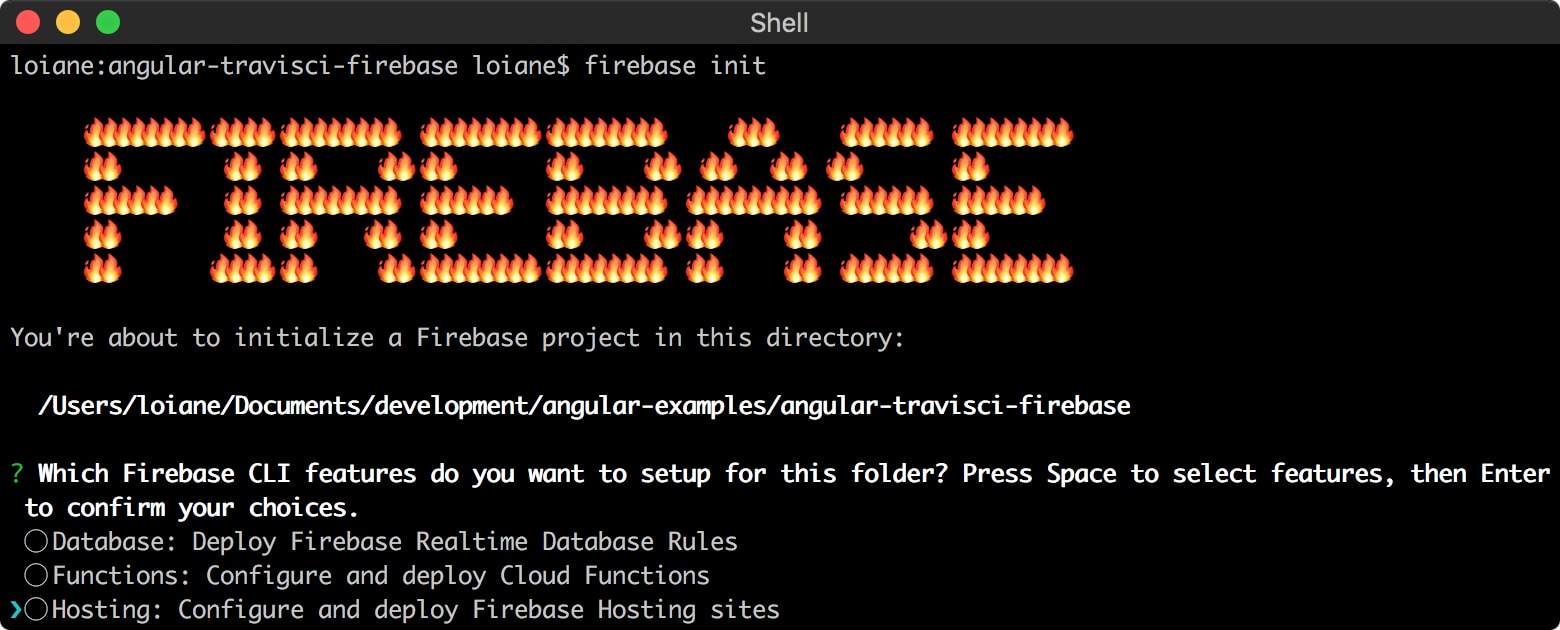 Shell
loiane:angular-travisci-firebase loiane$ firebase init
FIREBASE
You're about to initialize a Firebase project in this directory:
/Users/loiane/Documents/development/angular-examples/angular-travisci-firebase
? Which Firebase CLI features do you want to setup for this folder? Press Space to select features, then Enter
to confirm your choices.
◯Database: Deploy Firebase Realtime Database Rules
◯Functions: Configure and deploy Cloud Functions
❯◯Hosting: Configure and deploy Firebase Hosting sites